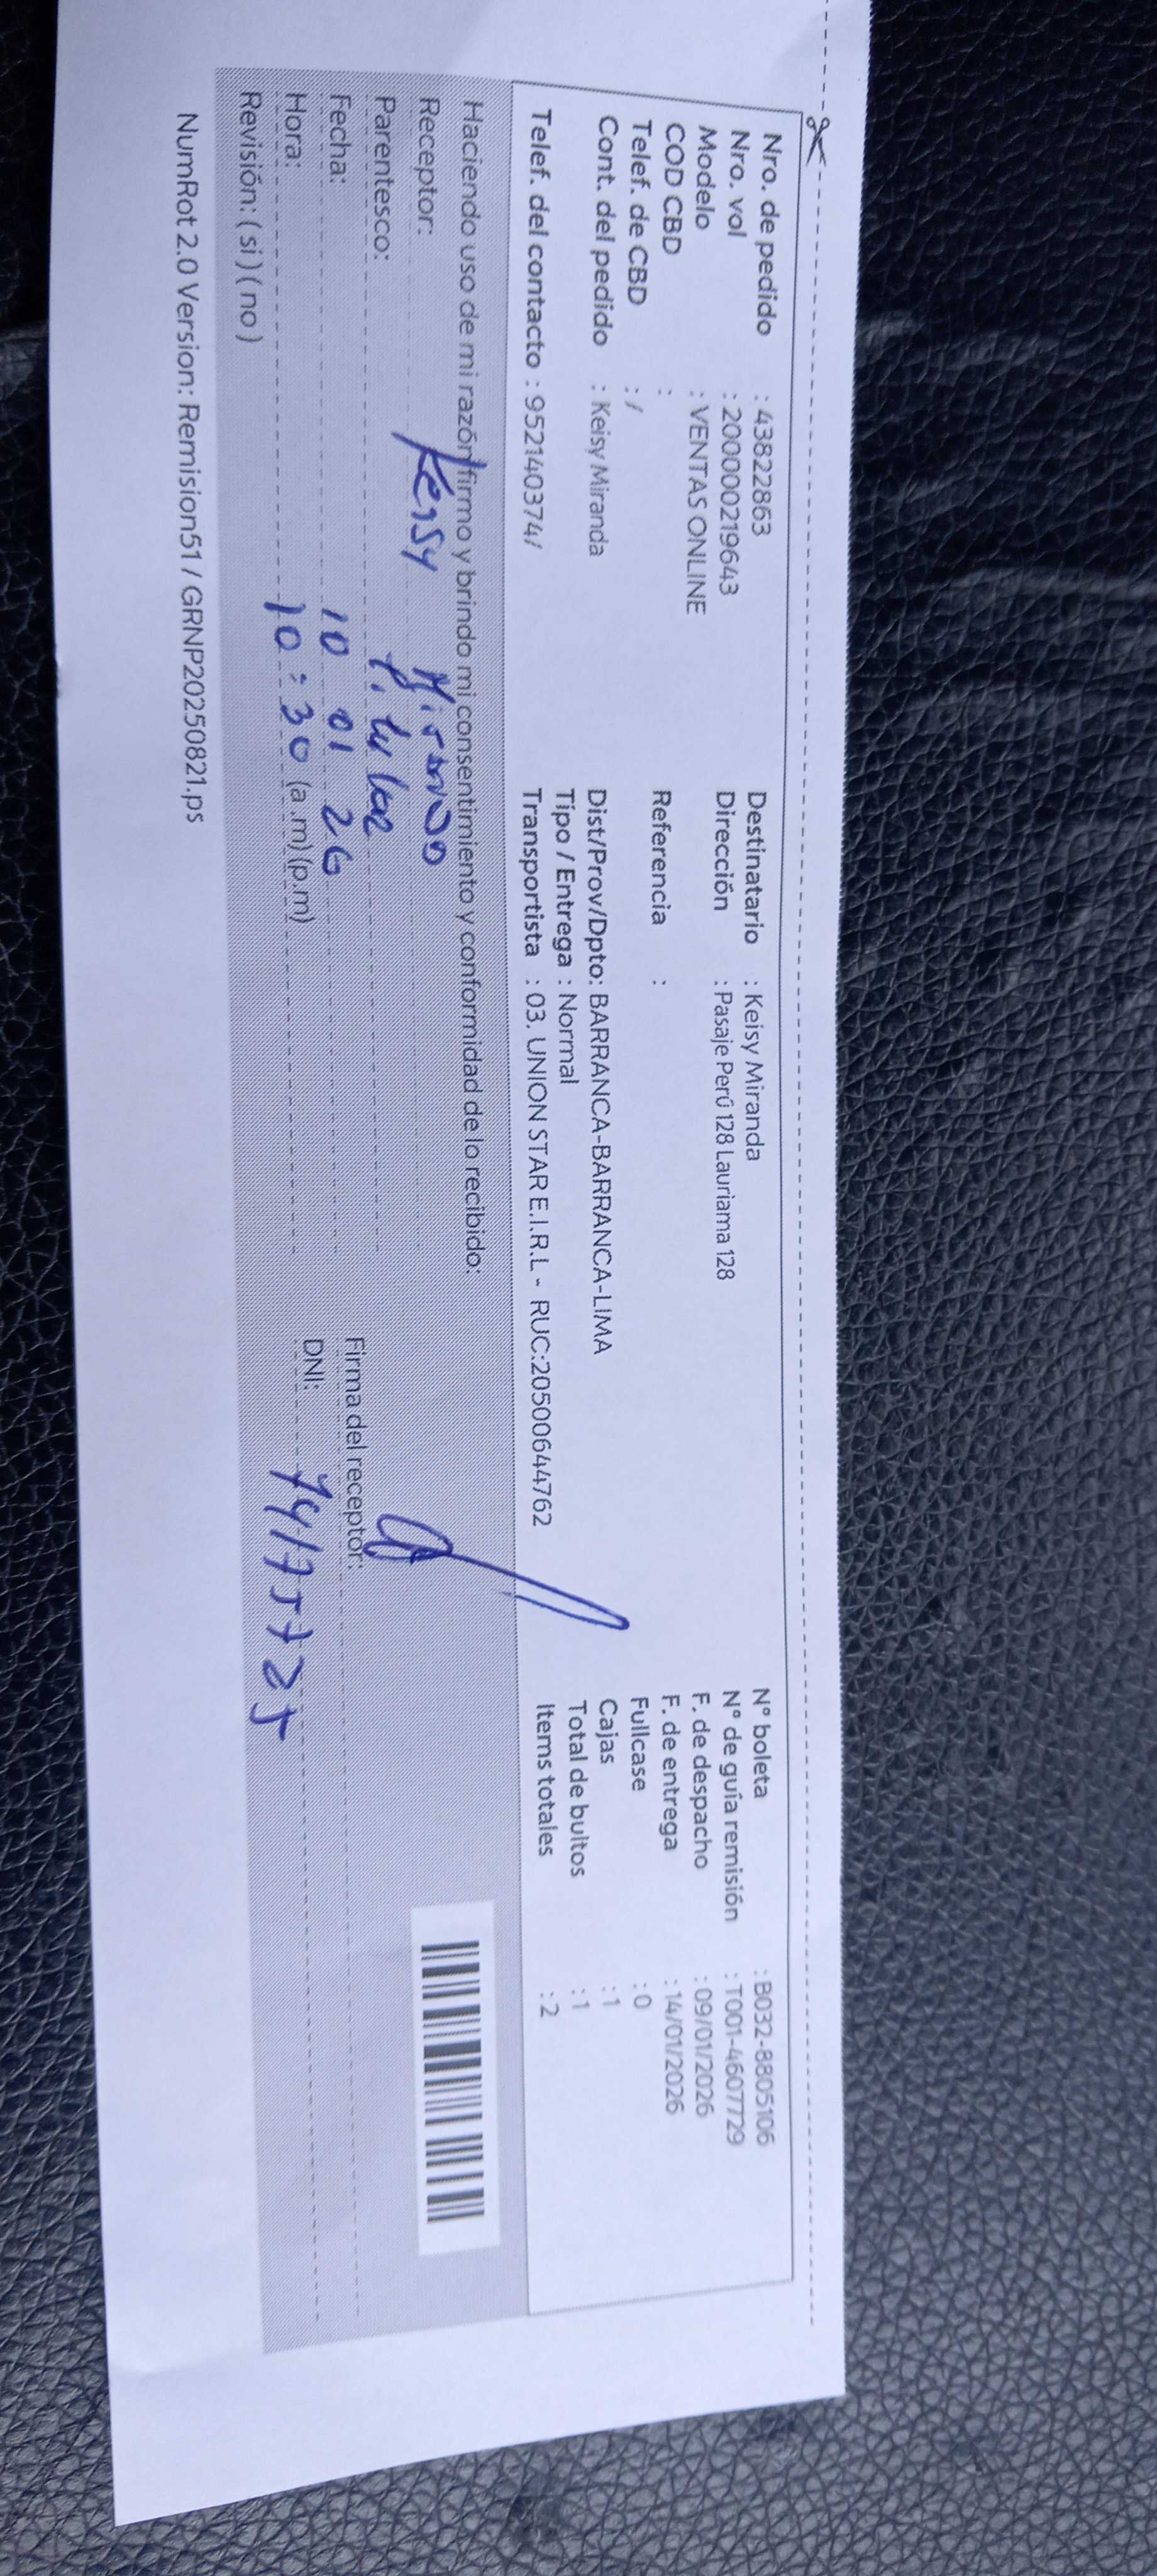 Nro. de pedido : 43822863
Nro. vol : 200000219643
Modelo : VENTAS ONLINE
COD CBD :
Telef. de CBD : /
Cont. del pedido : Keisy Miranda
Telef. del contacto : 952140374/
Destinatario : Keisy Miranda
Dirección : Pasaje Perú 128 Lauriama 128
Referencia :
Dist/Prov/Dpto: BARRANCA-BARRANCA-LIMA
Tipo / Entrega : Normal
Transportista : 03. UNION STAR E.I.R.L - RUC:20500644762
N° boleta : B032-8805106
N° de guía remisión : T001-4607729
F. de despacho : 09/01/2026
F. de entrega : 14/01/2026
Fullcase : 0
Cajas : 1
Total de bultos : 1
Items totales : 2
Haciendo uso de mi razón firmo y brindo mi consentimiento y conformidad de lo recibido:
Receptor: Keisy Miranda
Parentesco: Titular
Fecha: 10 01 26
Hora: 10:30 (a.m)(p.m)
Revisión: ( si ) ( no )
Firma del receptor:
DNI: 74175725
NumRot 2.0 Version: Remision51 / GRNP20250821.ps